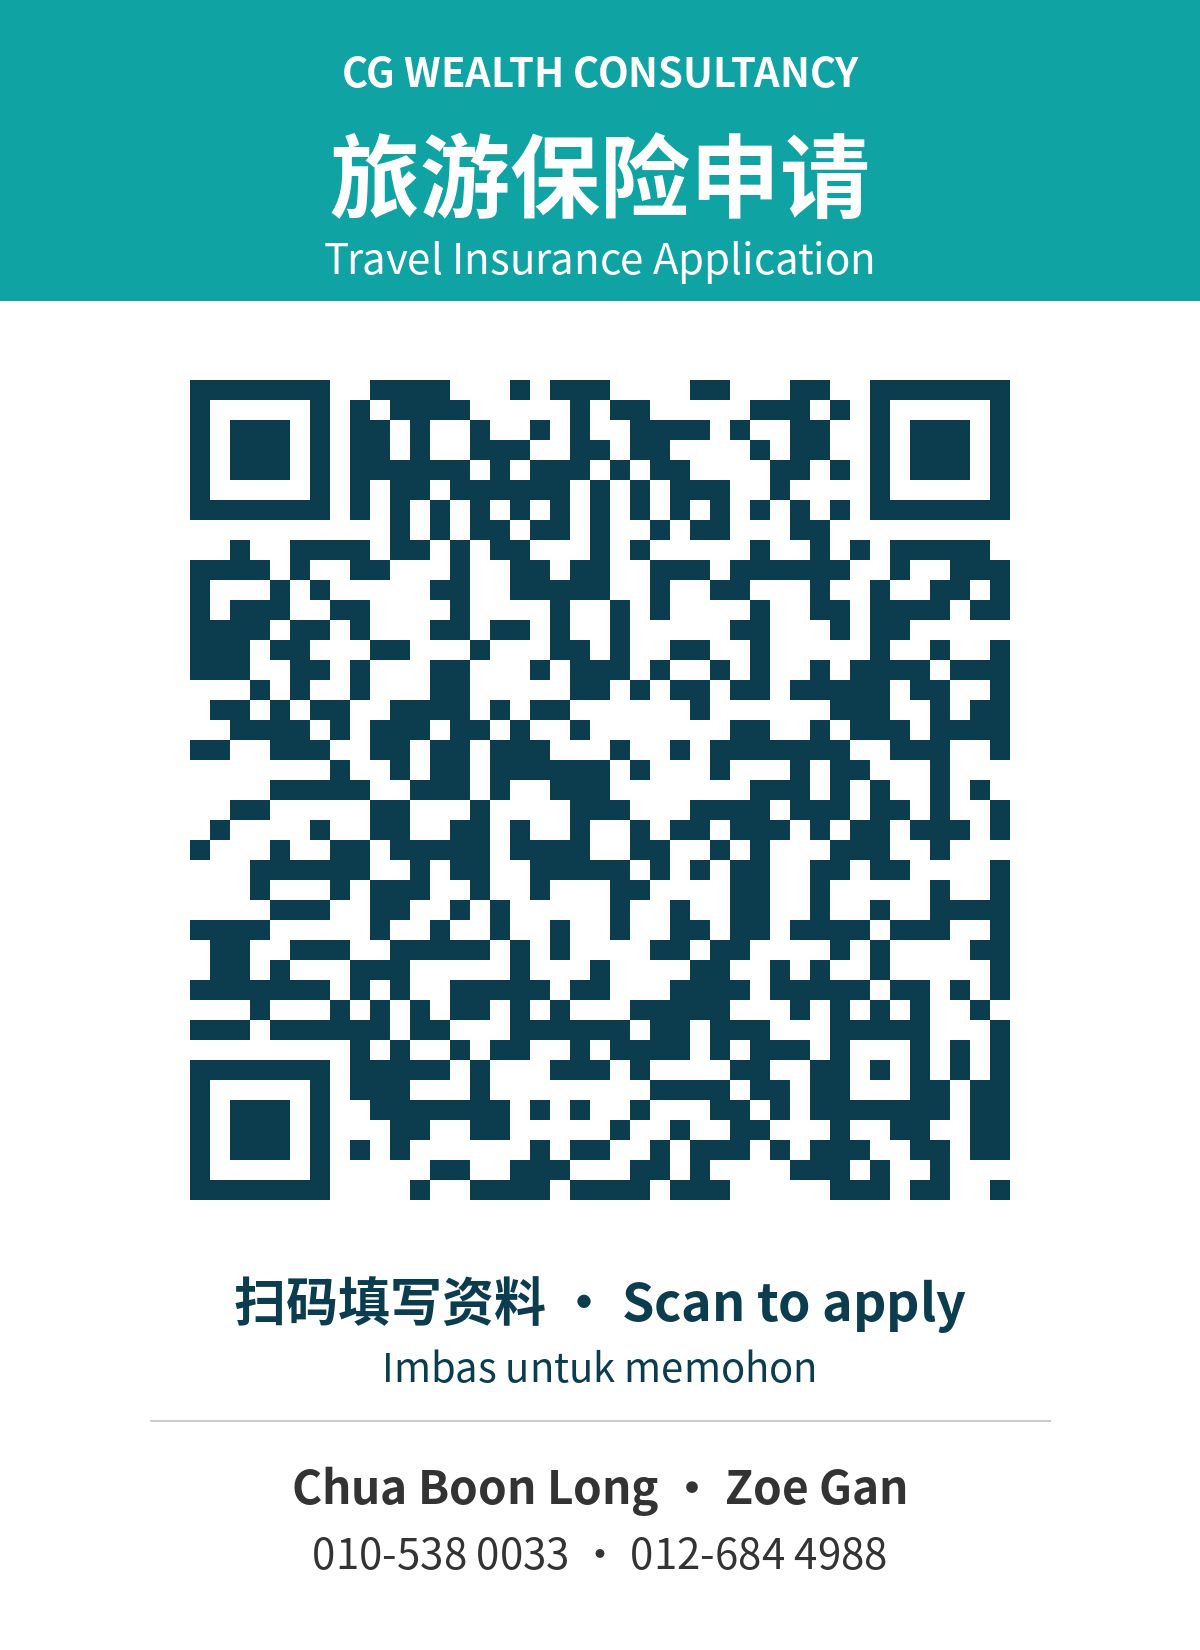 CG WEALTH CONSULTANCY
旅游保险申请
Travel Insurance Application
扫码填写资料 · Scan to apply
Imbas untuk memohon
Chua Boon Long · Zoe Gan
010-538 0033 · 012-684 4988